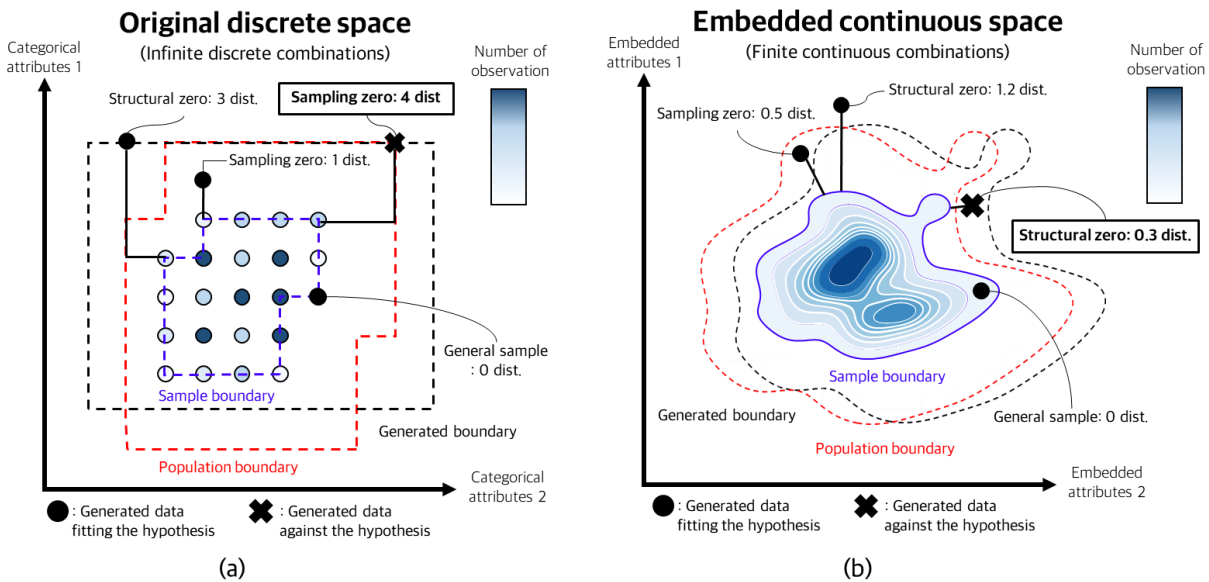 Original discrete space
(Infinite discrete combinations)
Categorical
attributes 1
Number of
observation
Structural zero: 3 dist.
Sampling zero: 4 dist
Sampling zero: 1 dist.
General sample
: 0 dist.
Sample boundary
Generated boundary
Population boundary
Categorical
attributes 2
: Generated data
fitting the hypothesis
: Generated data
against the hypothesis
(a)
Embedded continuous space
(Finite continuous combinations)
Embedded
attributes 1
Number of
observation
Structural zero: 1.2 dist.
Sampling zero: 0.5 dist.
Structural zero: 0.3 dist.
Sample boundary
Generated boundary
General sample: 0 dist.
Population boundary
Embedded
attributes 2
: Generated data
fitting the hypothesis
: Generated data
against the hypothesis
(b)